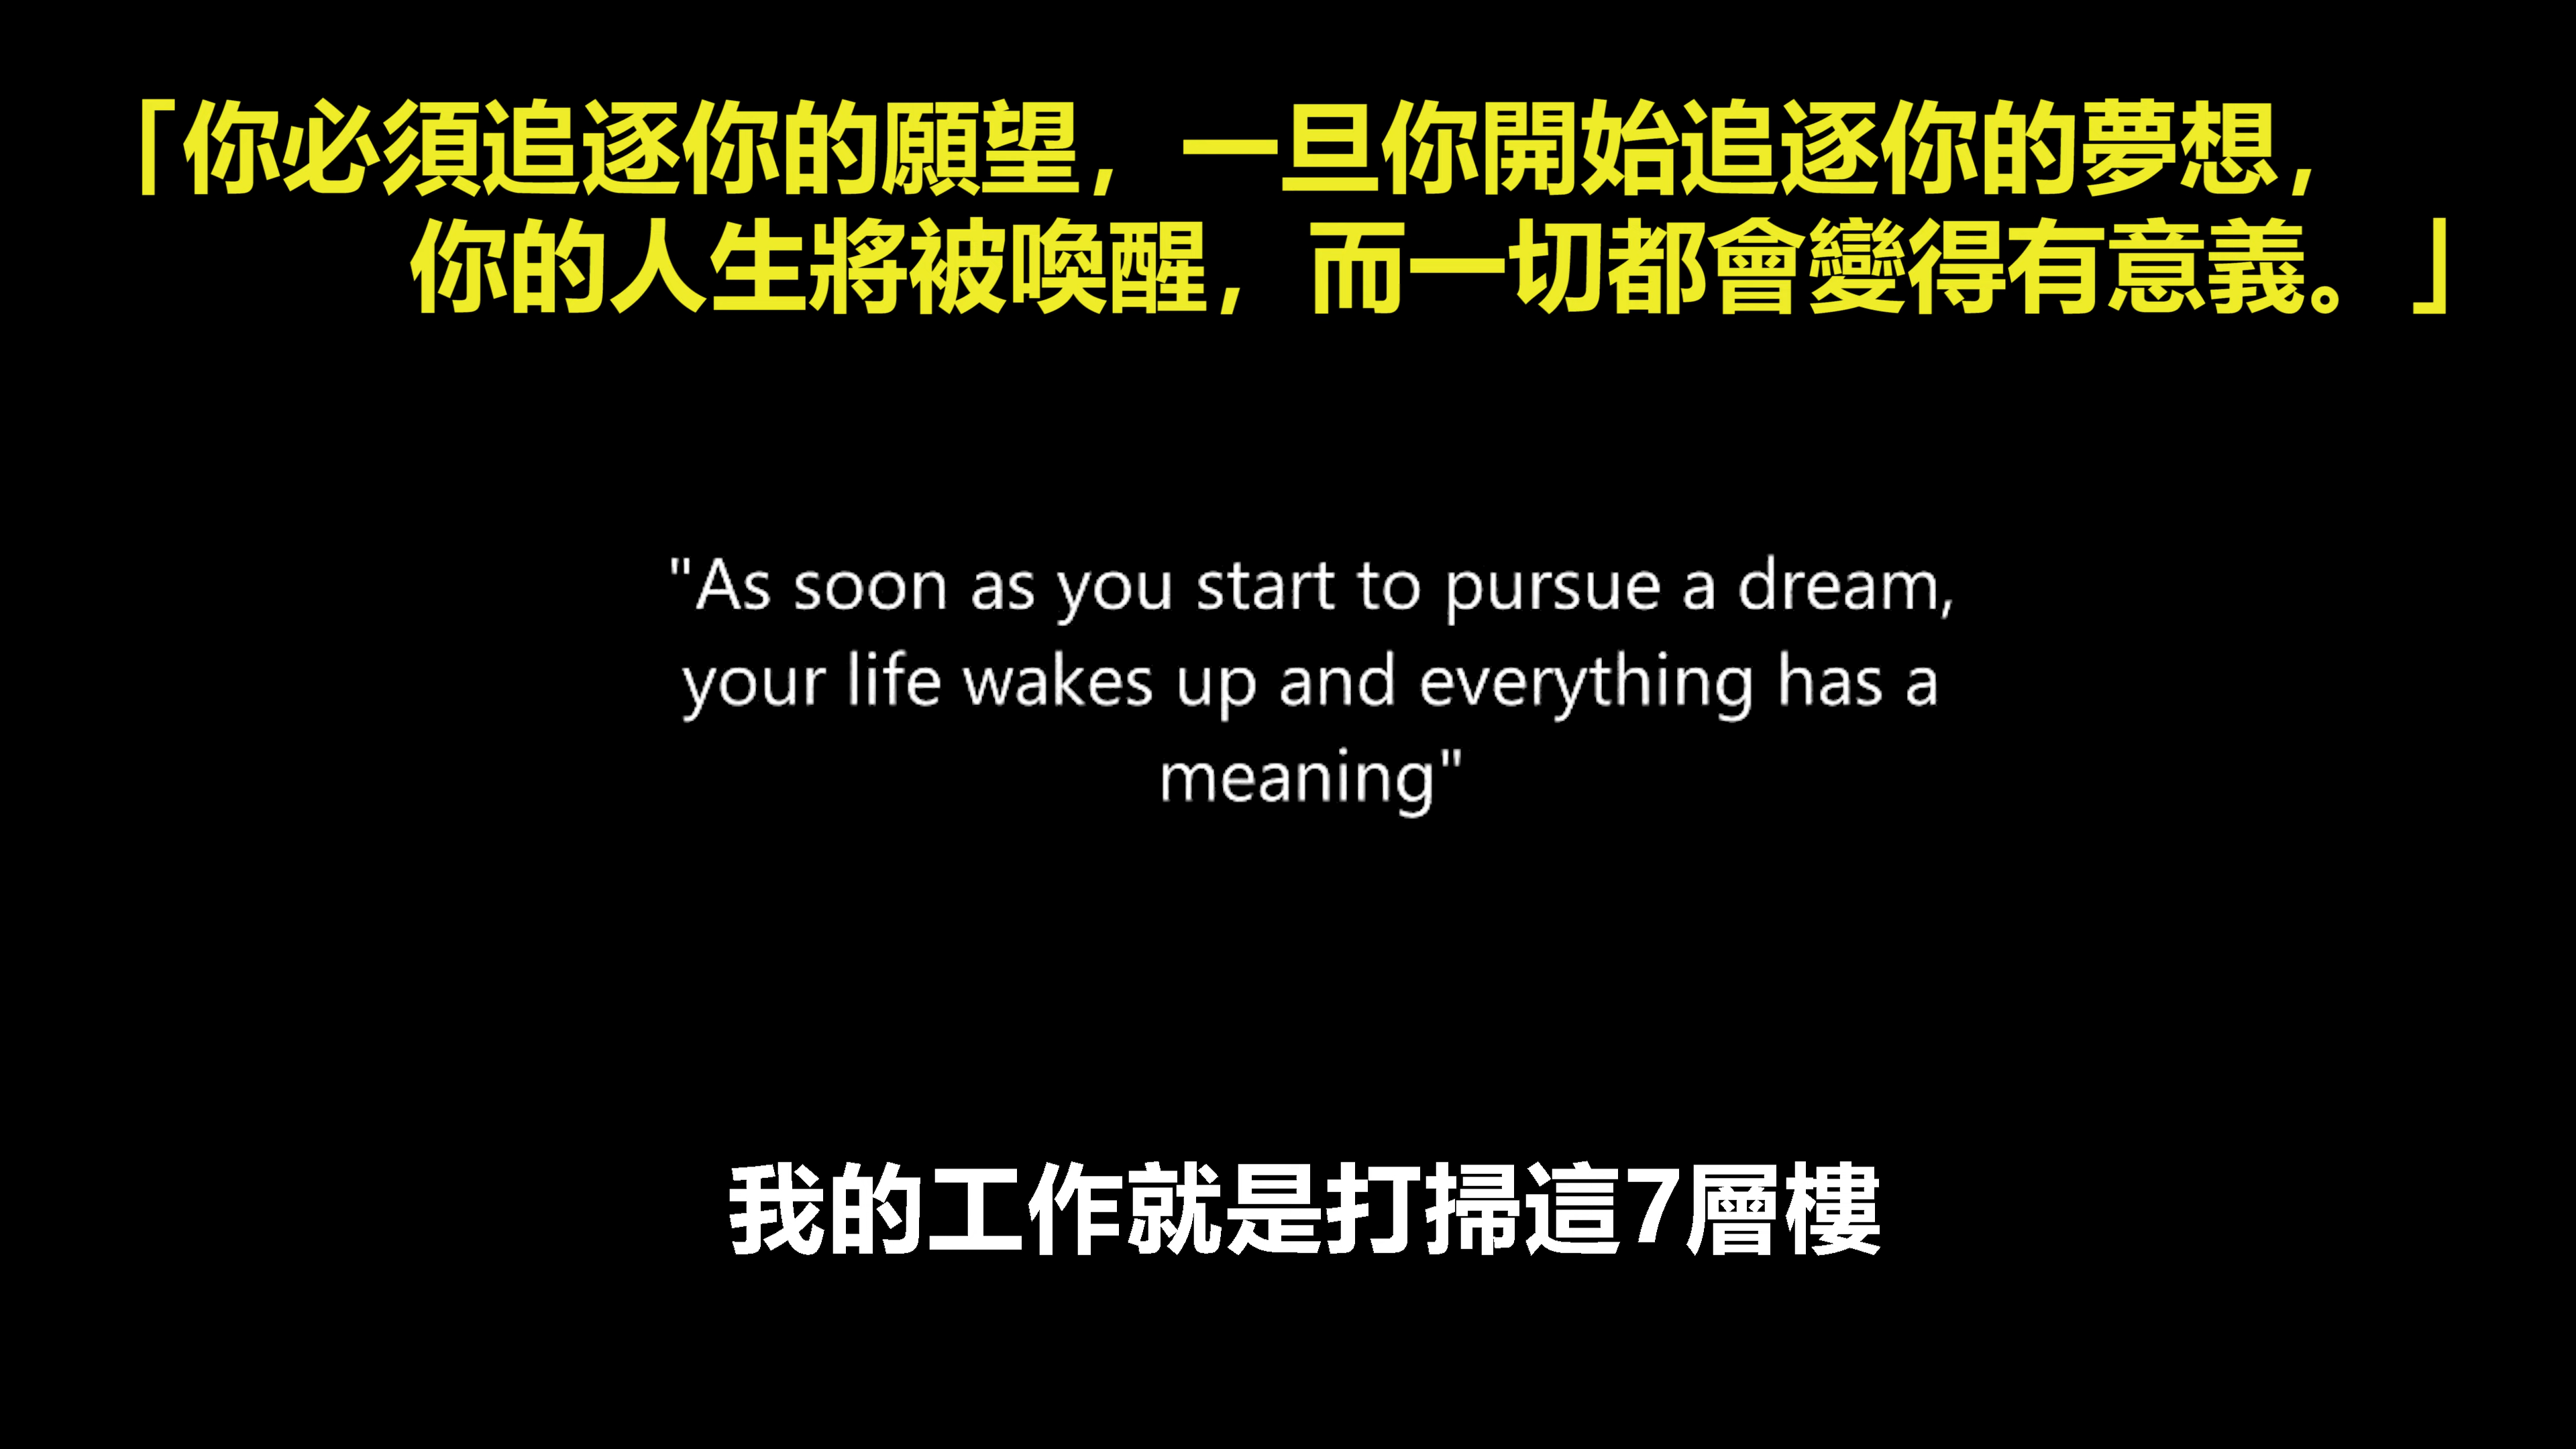 「你必須追逐你的願望，一旦你開始追逐你的夢想，
你的人生將被喚醒，而一切都會變得有意義。」
"As soon as you start to pursue a dream,
your life wakes up and everything has a
meaning"
我的工作就是打掃這7層樓